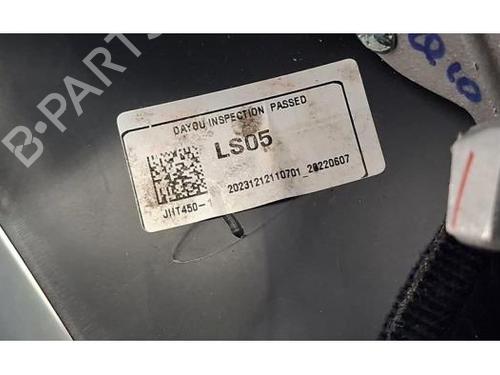 B-PARTS
DAYOU INSPECTION PASSED
LS05
20231212110701_20220607
JHT450-1